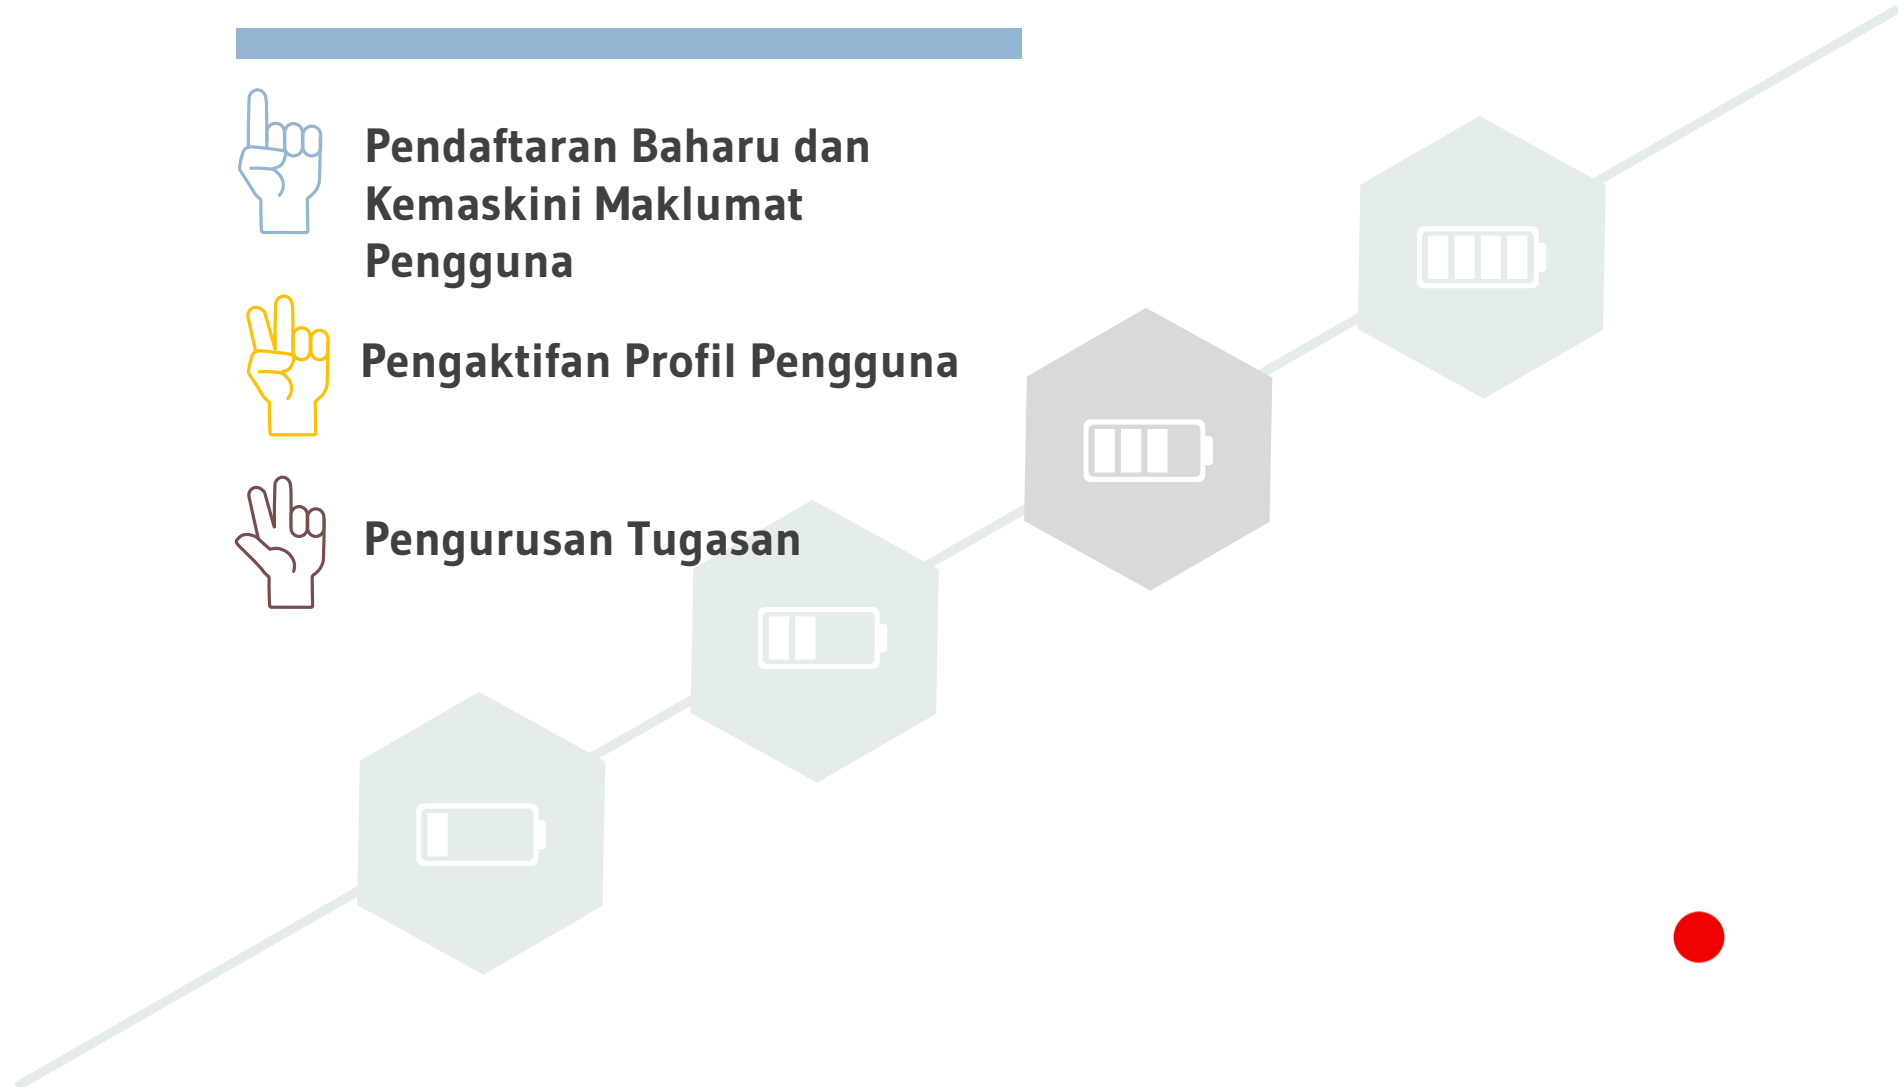 Pendaftaran Baharu dan
Kemaskini Maklumat
Pengguna
Pengaktifan Profil Pengguna
Pengurusan Tugasan